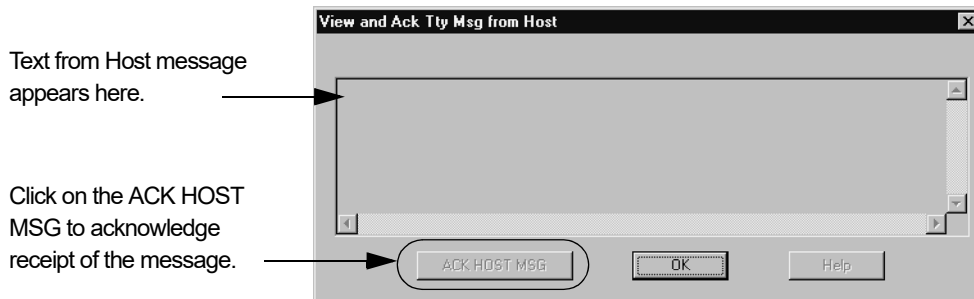 View and Ack Tty Msg from Host
Text from Host message
appears here.
Click on the ACK HOST
MSG to acknowledge
receipt of the message.
ACK HOST MSG
OK
Help